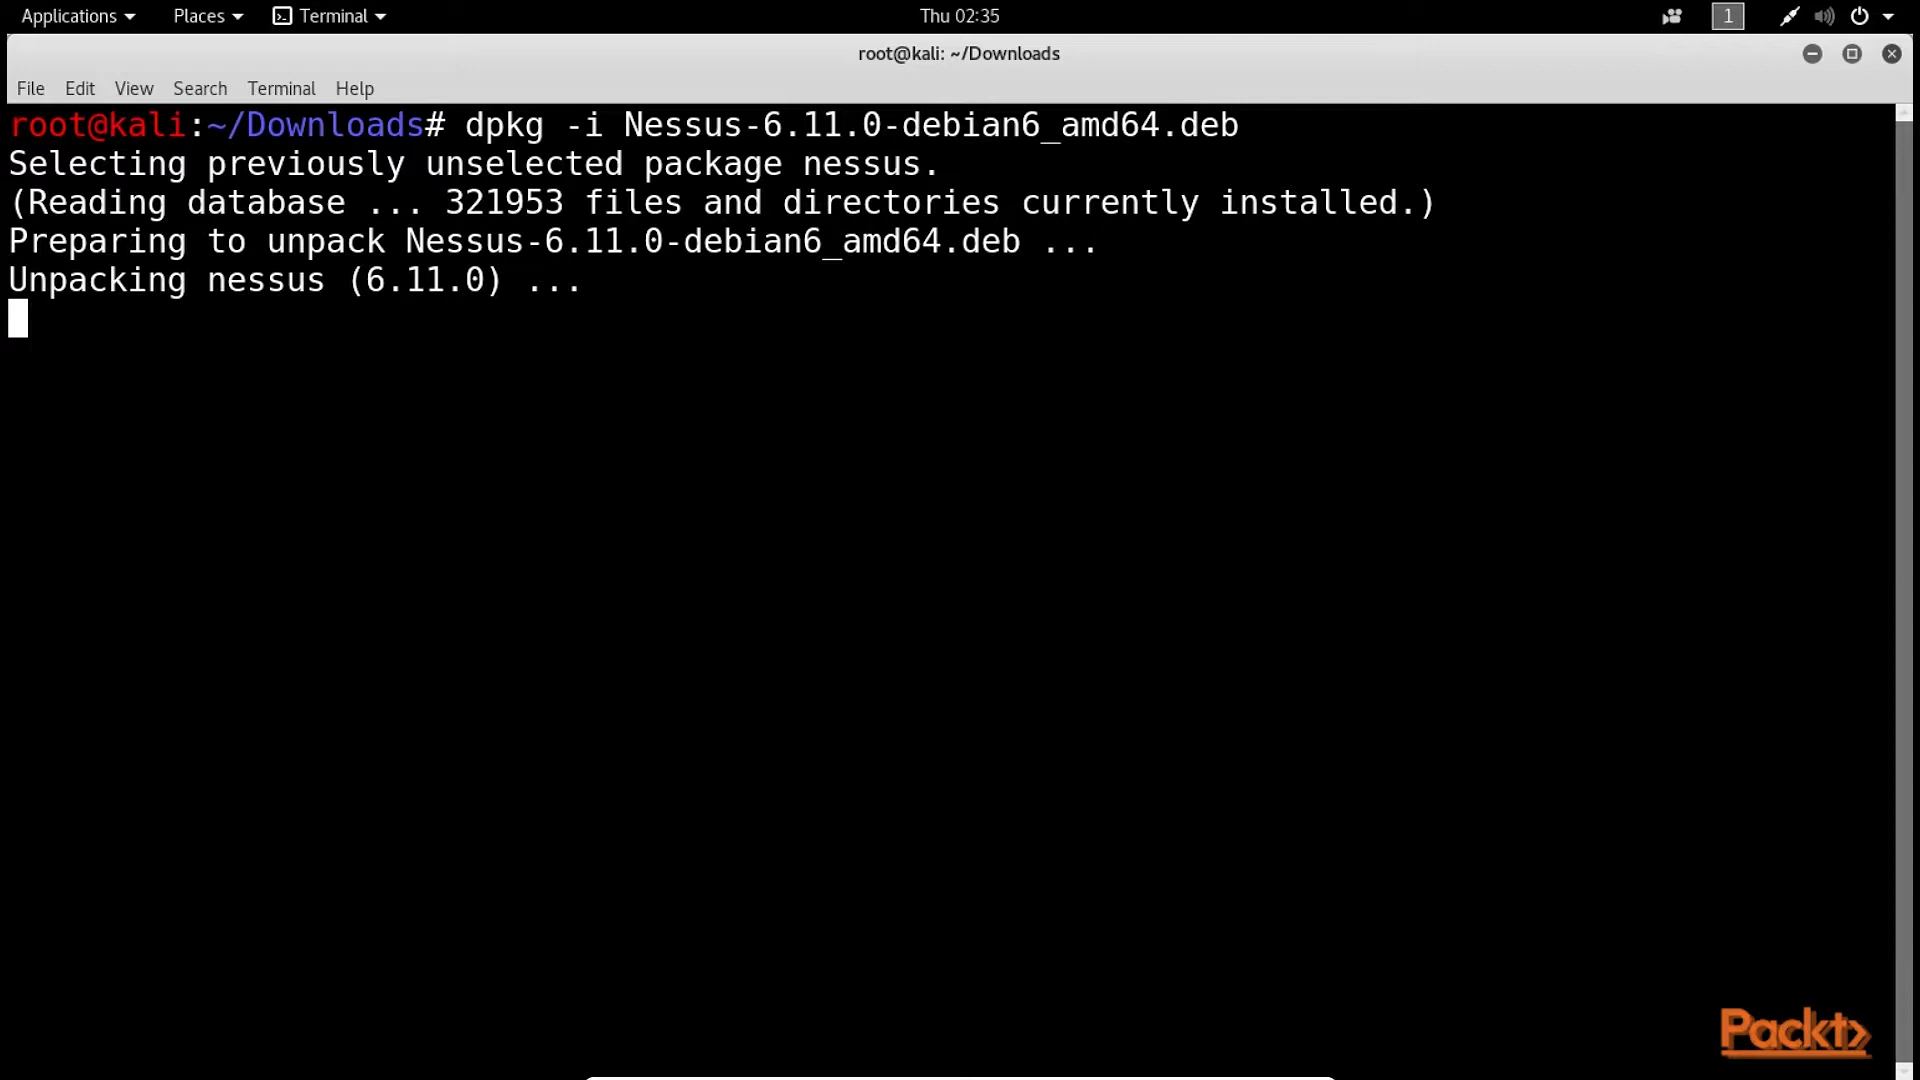 Applications Places Terminal Thu 02:35 1
root@kali: ~/Downloads
File Edit View Search Terminal Help
root@kali:~/Downloads# dpkg -i Nessus-6.11.0-debian6_amd64.deb
Selecting previously unselected package nessus.
(Reading database ... 321953 files and directories currently installed.)
Preparing to unpack Nessus-6.11.0-debian6_amd64.deb ...
Unpacking nessus (6.11.0) ...
Packt>